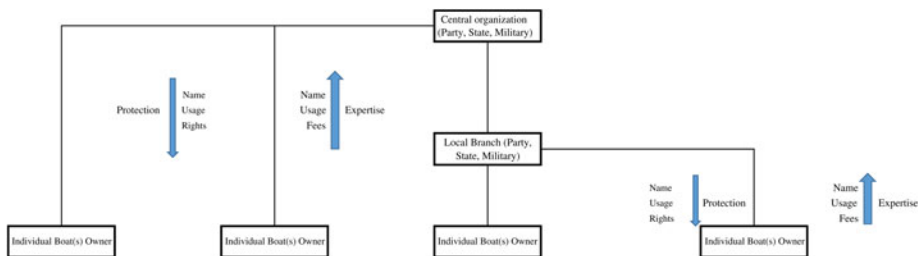 Central organization
(Party, State, Military)
Protection
Name
Usage
Rights
Name
Usage
Fees
Expertise
Local Branch (Party,
State, Military)
Name
Usage
Rights
Protection
Name
Usage
Fees
Expertise
Individual Boat(s) Owner
Individual Boat(s) Owner
Individual Boat(s) Owner
Individual Boat(s) Owner